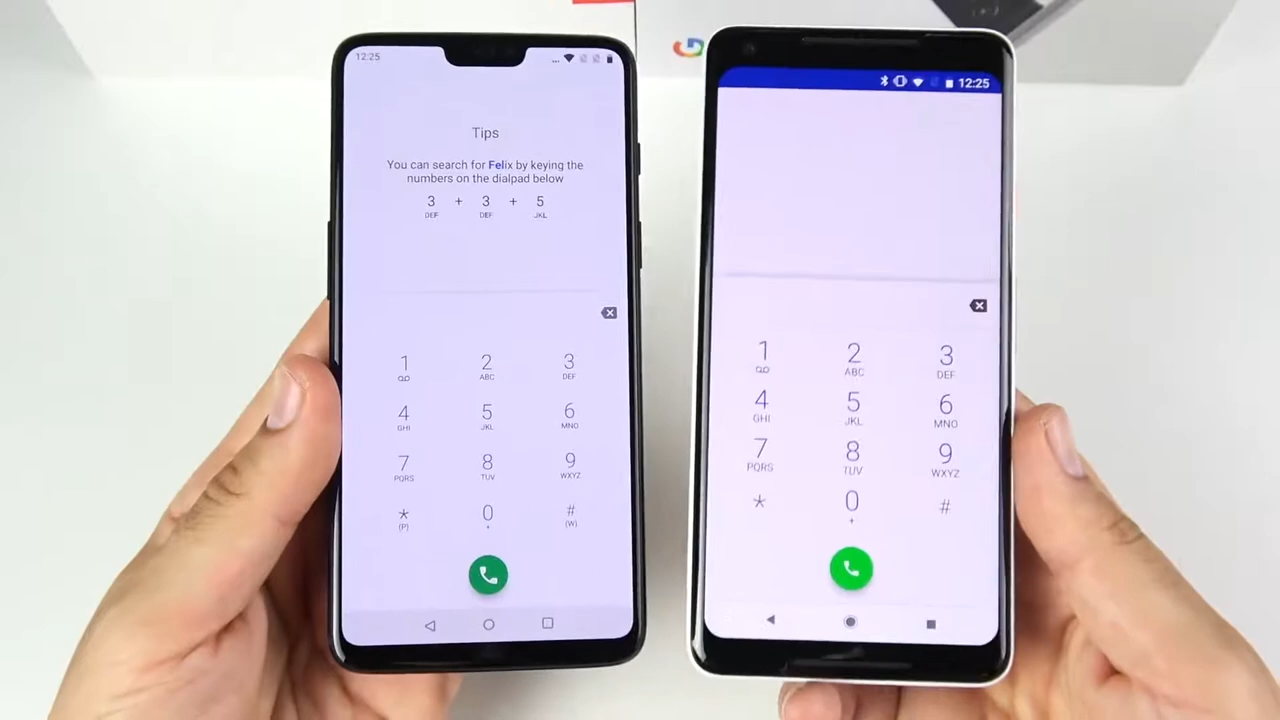 12:25
Tips
You can search for Felix by keying the
numbers on the dialpad below
3 + 3 + 5
DEF DEF JKL
1 2 3
ABC DEF
4 5 6
GHI JKL MNO
7 8 9
PQRS TUV WXYZ
* 0 #
(P) + (W)
12:25
1 2 3
ABC DEF
4 5 6
GHI JKL MNO
7 8 9
PQRS TUV WXYZ
* 0 #
+